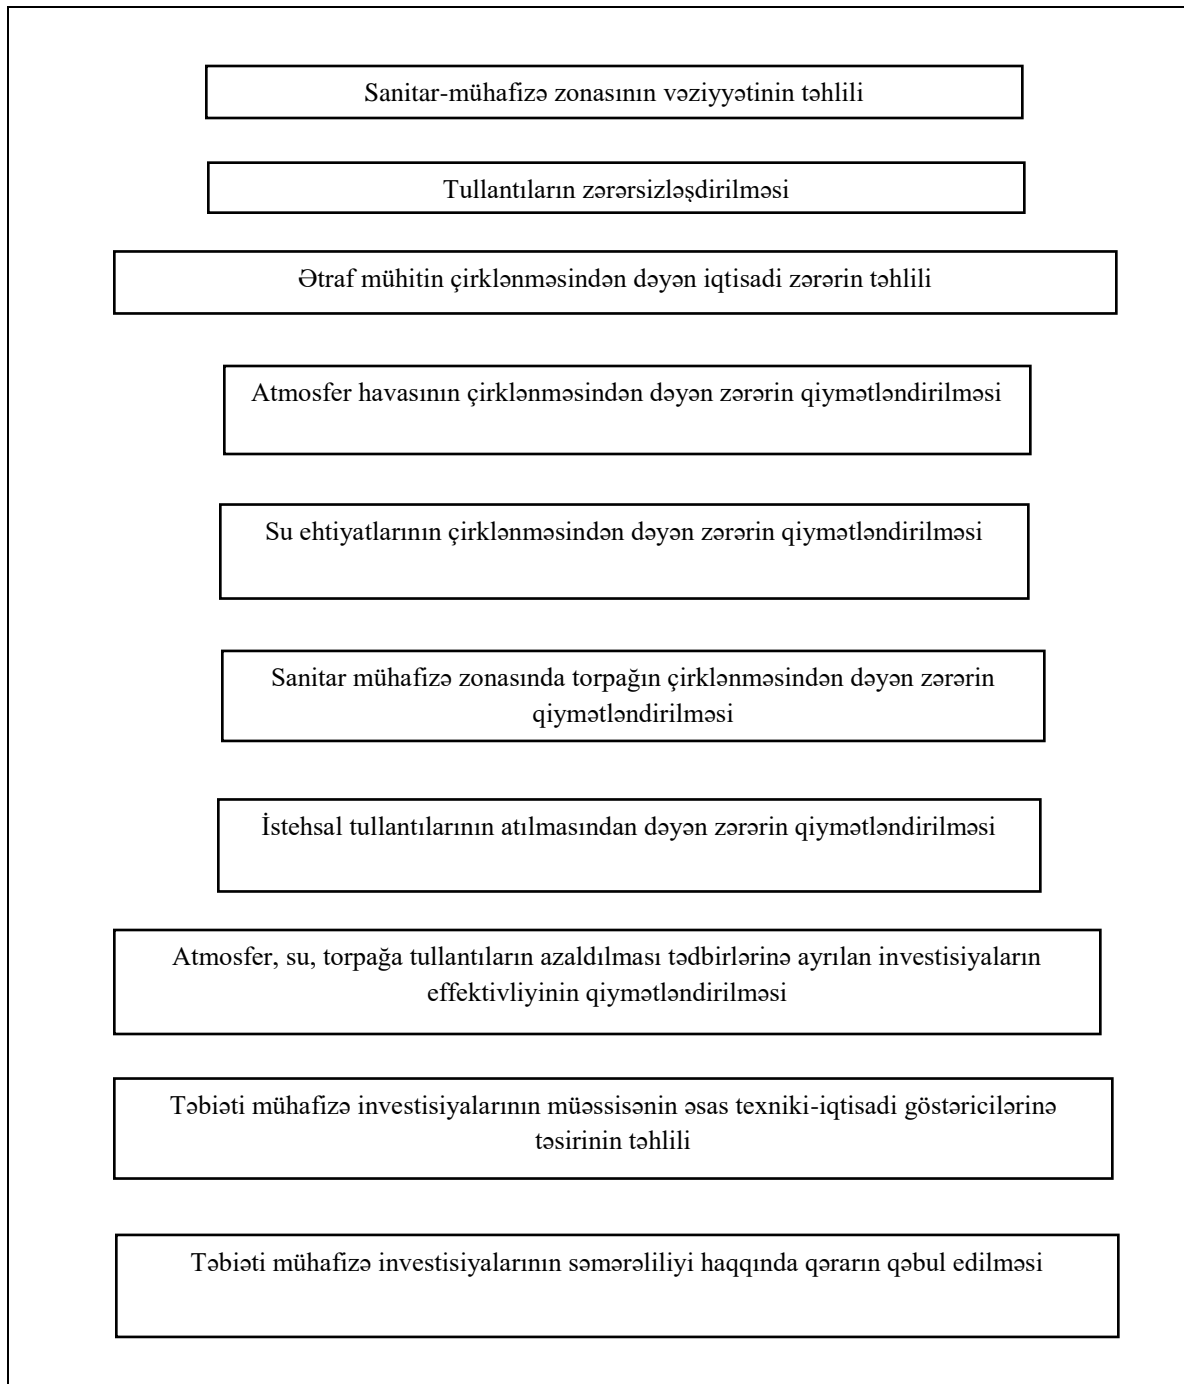 Sanitar-mühafizə zonasının vəziyyətinin təhlili
Tullantıların zərərsizləşdirilməsi
Ətraf mühitin çirklənməsindən dəyən iqtisadi zərərin təhlili
Atmosfer havasının çirklənməsindən dəyən zərərin qiymətləndirilməsi
Su ehtiyatlarının çirklənməsindən dəyən zərərin qiymətləndirilməsi
Sanitar mühafizə zonasında torpağın çirklənməsindən dəyən zərərin
qiymətləndirilməsi
İstehsal tullantılarının atılmasından dəyən zərərin qiymətləndirilməsi
Atmosfer, su, torpağa tullantıların azaldılması tədbirlərinə ayrılan investisiyaların
effektivliyinin qiymətləndirilməsi
Təbiəti mühafizə investisiyalarının müəssisənin əsas texniki-iqtisadi göstəricilərinə
təsirinin təhlili
Təbiəti mühafizə investisiyalarının səmərəliliyi haqqında qərarın qəbul edilməsi